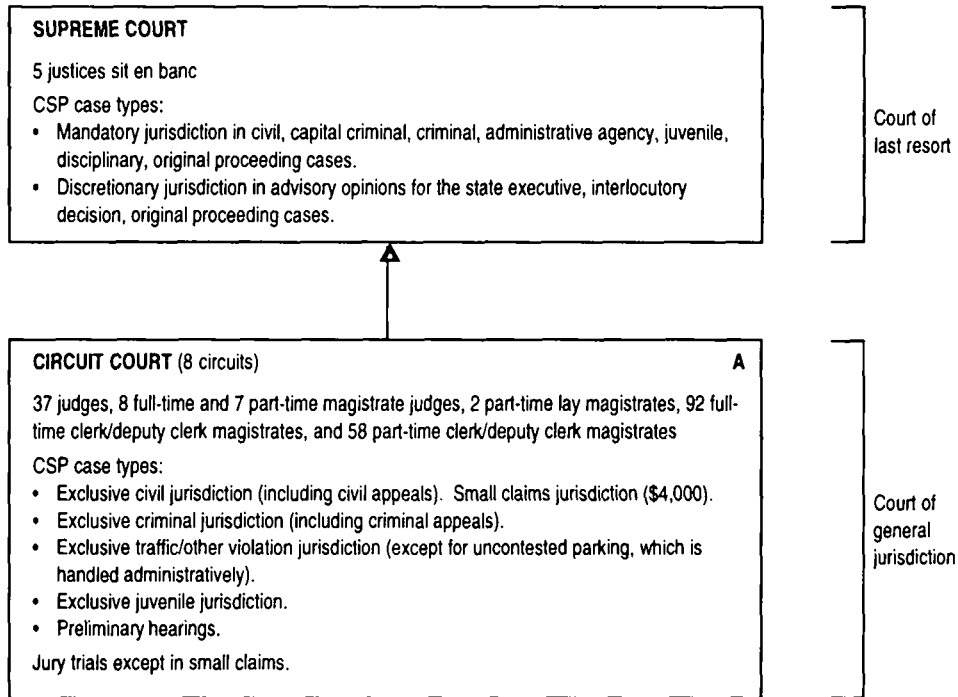 SUPREME COURT
5 justices sit en banc
CSP case types:
• Mandatory jurisdiction in civil, capital criminal, criminal, administrative agency, juvenile,
disciplinary, original proceeding cases.
• Discretionary jurisdiction in advisory opinions for the state executive, interlocutory
decision, original proceeding cases.
Court of
last resort
CIRCUIT COURT (8 circuits) A
37 judges, 8 full-time and 7 part-time magistrate judges, 2 part-time lay magistrates, 92 full-
time clerk/deputy clerk magistrates, and 58 part-time clerk/deputy clerk magistrates
CSP case types:
• Exclusive civil jurisdiction (including civil appeals). Small claims jurisdiction ($4,000).
• Exclusive criminal jurisdiction (including criminal appeals).
• Exclusive traffic/other violation jurisdiction (except for uncontested parking, which is
handled administratively).
• Exclusive juvenile jurisdiction.
• Preliminary hearings.
Jury trials except in small claims.
Court of
general
jurisdiction